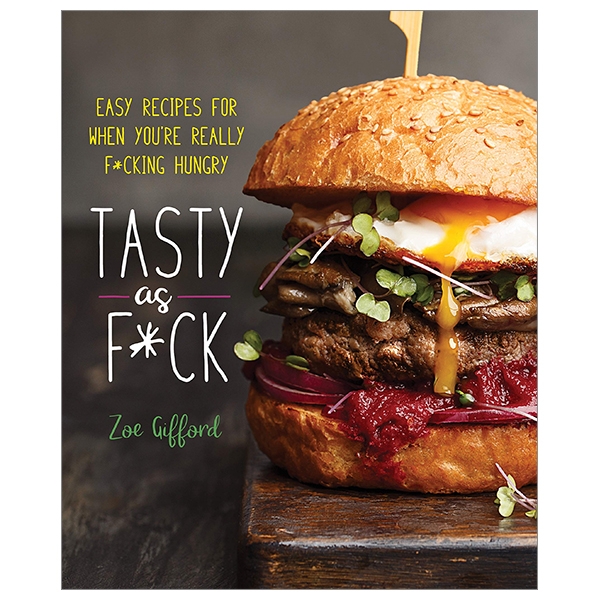 EASY RECIPES FOR
WHEN YOU'RE REALLY
F*CKING HUNGRY
TASTY
as
F*CK
Zoe Gifford